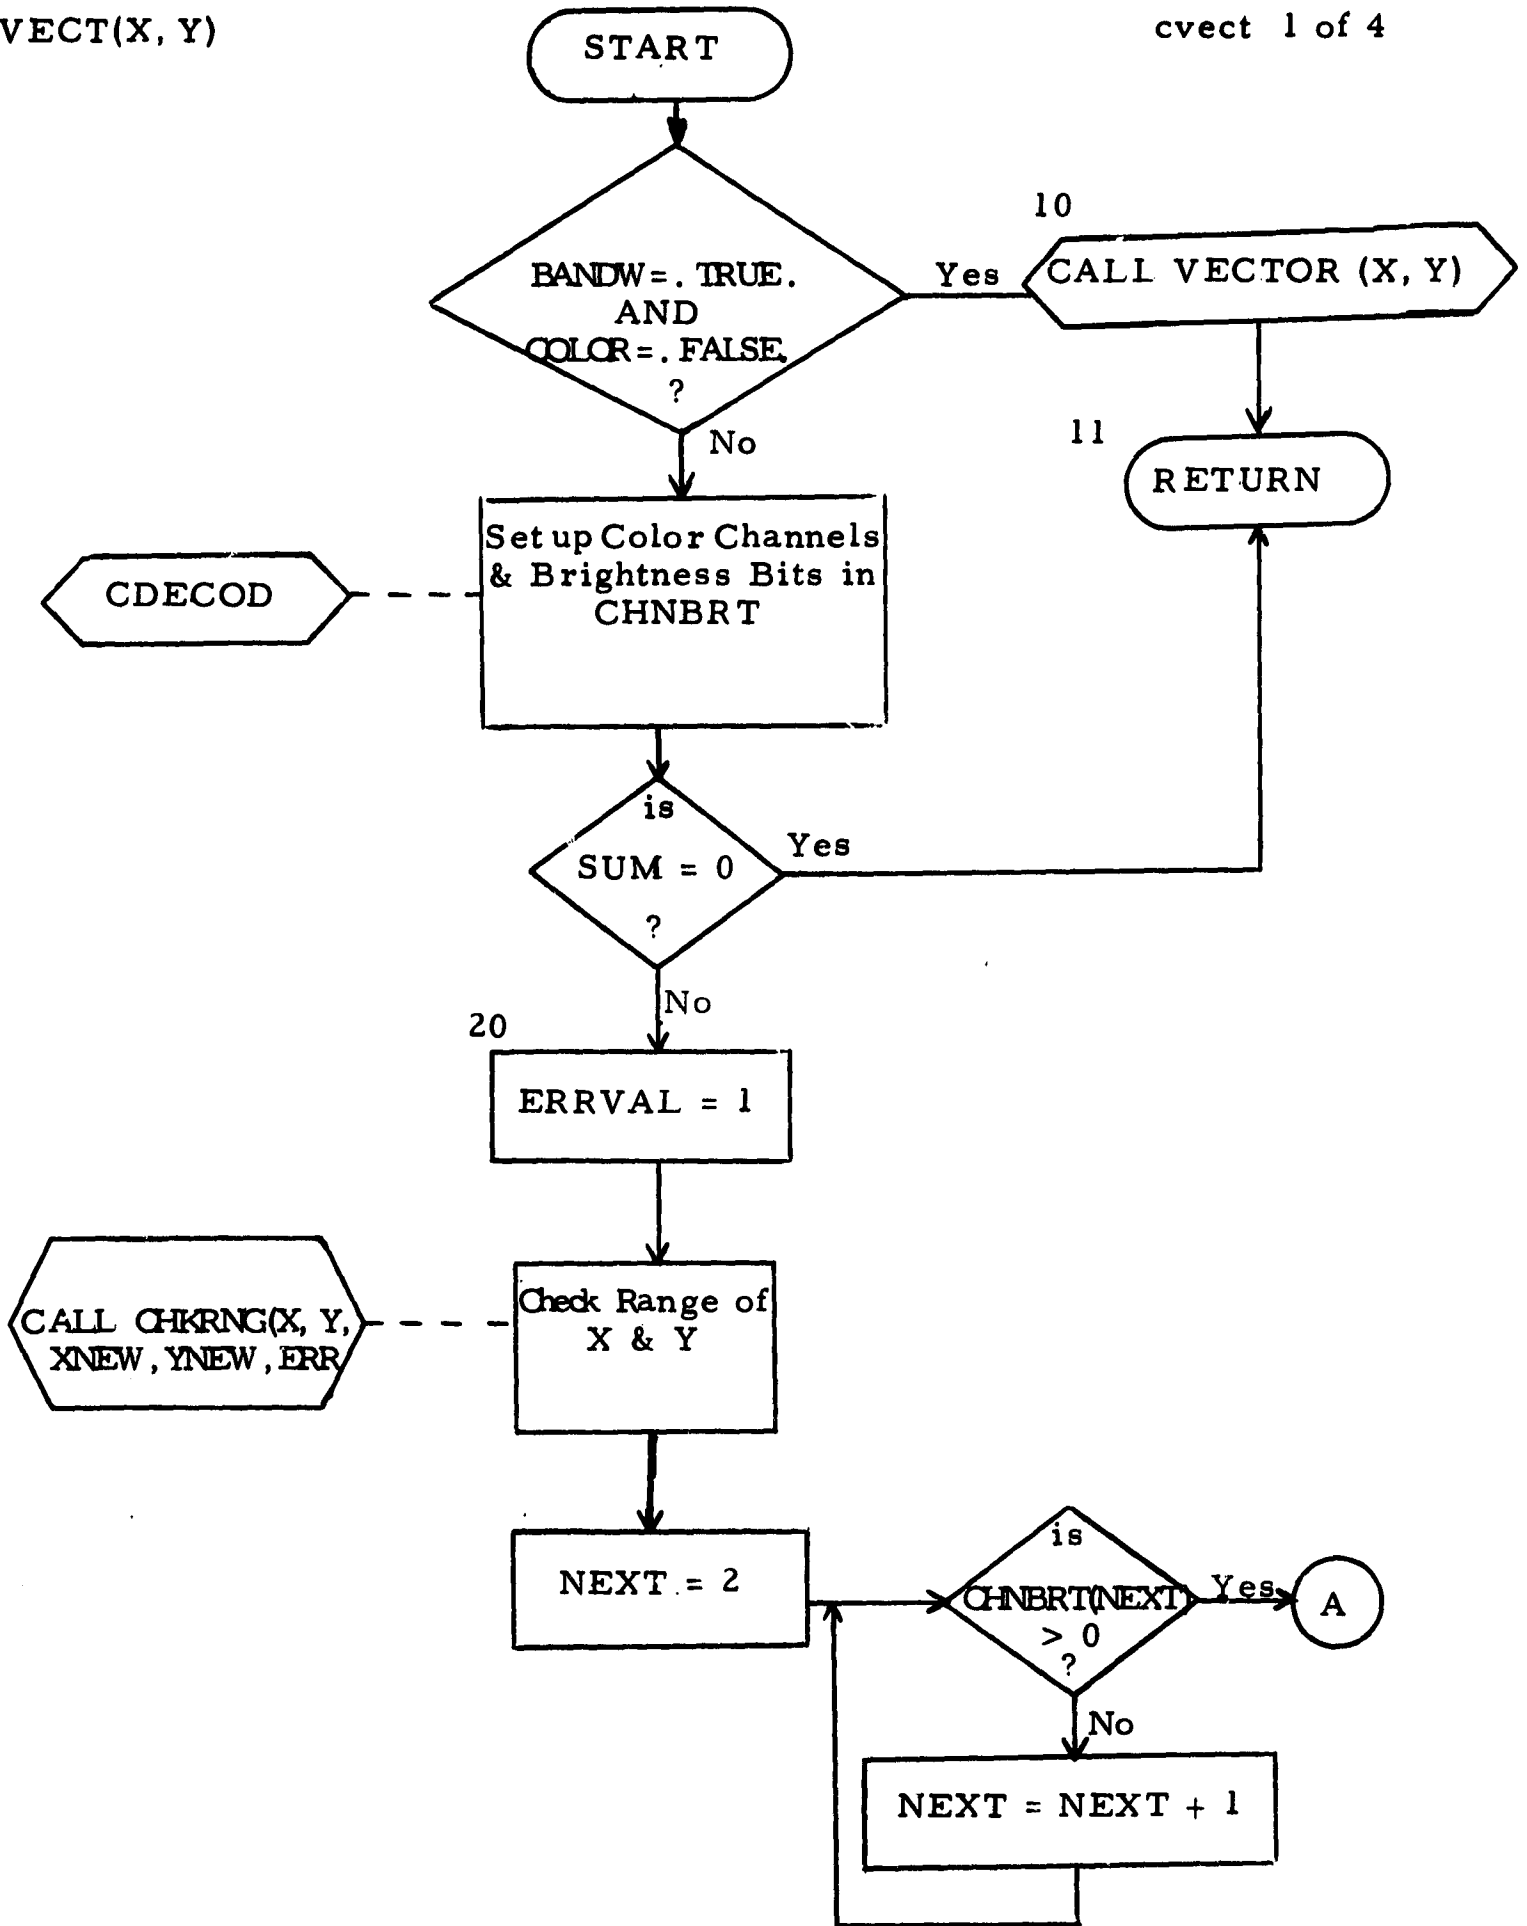 VECT(X, Y)
cvect 1 of 4
START
10
BANDW=. TRUE.
AND
COLOR=. FALSE.
?
Yes
CALL VECTOR (X, Y)
No
11
RETURN
Set up Color Channels
& Brightness Bits in
CHNBRT
CDECOD
is
SUM = 0
?
Yes
No
20
ERRVAL = 1
Check Range of
X & Y
CALL CHKRNG(X, Y,
XNEW, YNEW, ERR
NEXT = 2
is
CHNBRT(NEXT)
> 0
?
Yes
A
No
NEXT = NEXT + 1